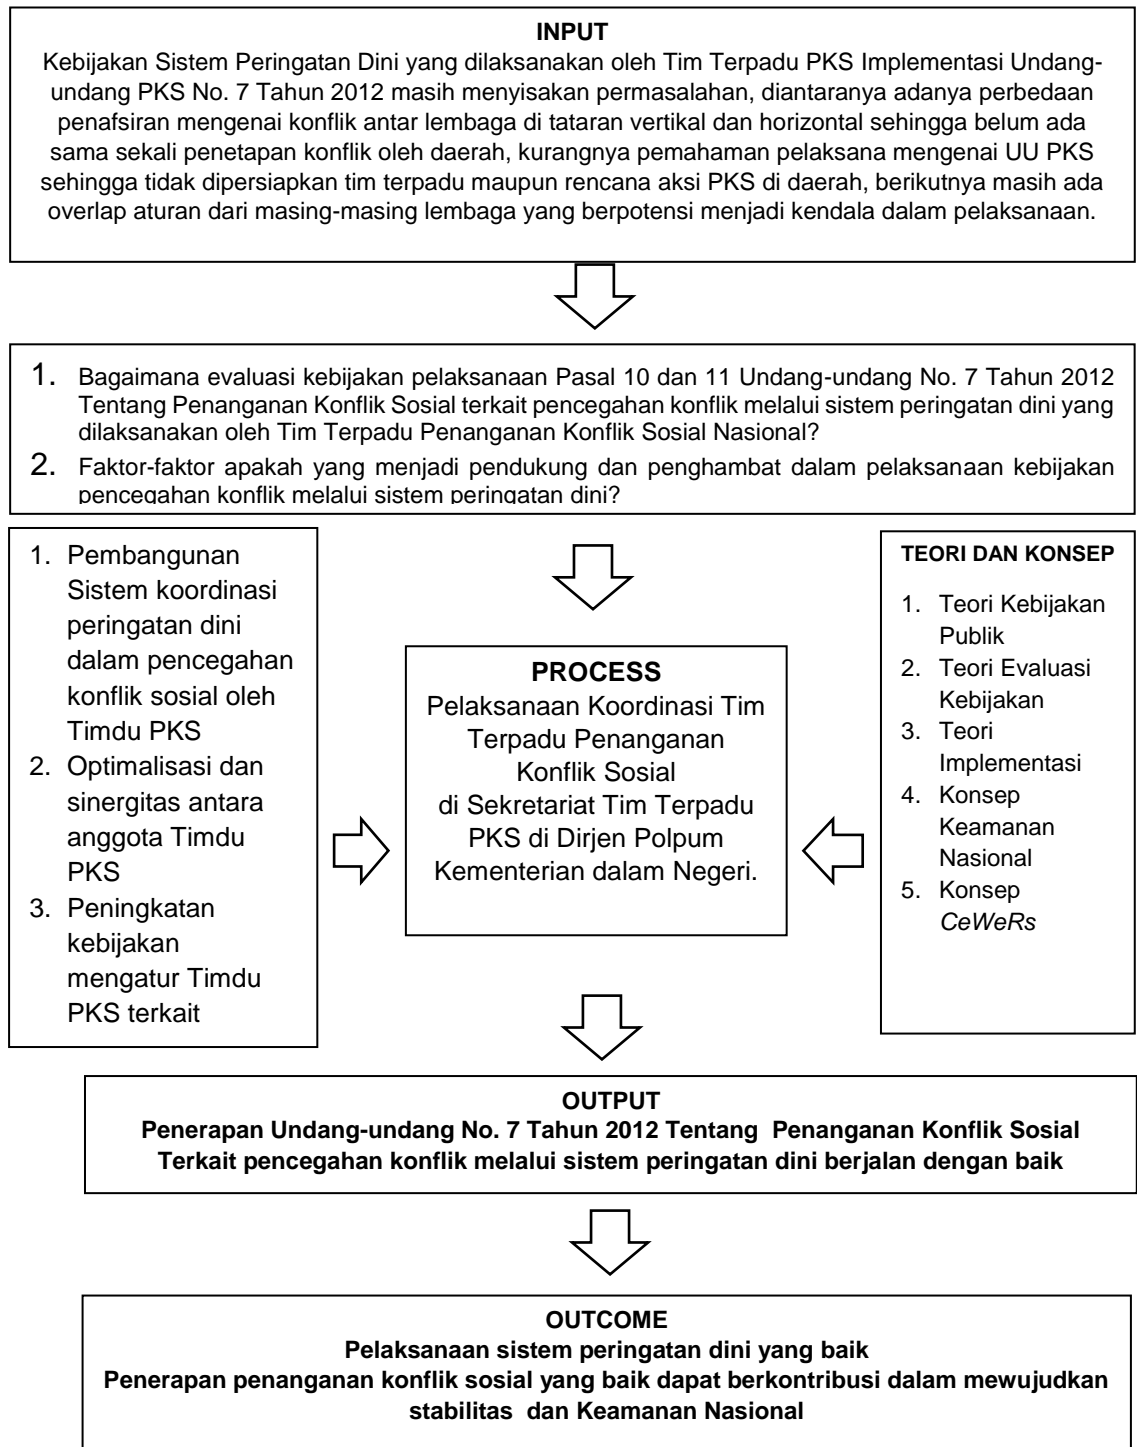 INPUT
Kebijakan Sistem Peringatan Dini yang dilaksanakan oleh Tim Terpadu PKS Implementasi Undang-
undang PKS No. 7 Tahun 2012 masih menyisakan permasalahan, diantaranya adanya perbedaan
penafsiran mengenai konflik antar lembaga di tataran vertikal dan horizontal sehingga belum ada
sama sekali penetapan konflik oleh daerah, kurangnya pemahaman pelaksana mengenai UU PKS
sehingga tidak dipersiapkan tim terpadu maupun rencana aksi PKS di daerah, berikutnya masih ada
overlap aturan dari masing-masing lembaga yang berpotensi menjadi kendala dalam pelaksanaan.
1. Bagaimana evaluasi kebijakan pelaksanaan Pasal 10 dan 11 Undang-undang No. 7 Tahun 2012
Tentang Penanganan Konflik Sosial terkait pencegahan konflik melalui sistem peringatan dini yang
dilaksanakan oleh Tim Terpadu Penanganan Konflik Sosial Nasional?
2. Faktor-faktor apakah yang menjadi pendukung dan penghambat dalam pelaksanaan kebijakan
pencegahan konflik melalui sistem peringatan dini?
1. Pembangunan
Sistem koordinasi
peringatan dini
dalam pencegahan
konflik sosial oleh
Timdu PKS
2. Optimalisasi dan
sinergitas antara
anggota Timdu
PKS
3. Peningkatan
kebijakan
mengatur Timdu
PKS terkait
PROCESS
Pelaksanaan Koordinasi Tim
Terpadu Penanganan
Konflik Sosial
di Sekretariat Tim Terpadu
PKS di Dirjen Polpum
Kementerian dalam Negeri.
TEORI DAN KONSEP
1. Teori Kebijakan
Publik
2. Teori Evaluasi
Kebijakan
3. Teori
Implementasi
4. Konsep
Keamanan
Nasional
5. Konsep
CeWeRs
OUTPUT
Penerapan Undang-undang No. 7 Tahun 2012 Tentang Penanganan Konflik Sosial
Terkait pencegahan konflik melalui sistem peringatan dini berjalan dengan baik
OUTCOME
Pelaksanaan sistem peringatan dini yang baik
Penerapan penanganan konflik sosial yang baik dapat berkontribusi dalam mewujudkan
stabilitas dan Keamanan Nasional